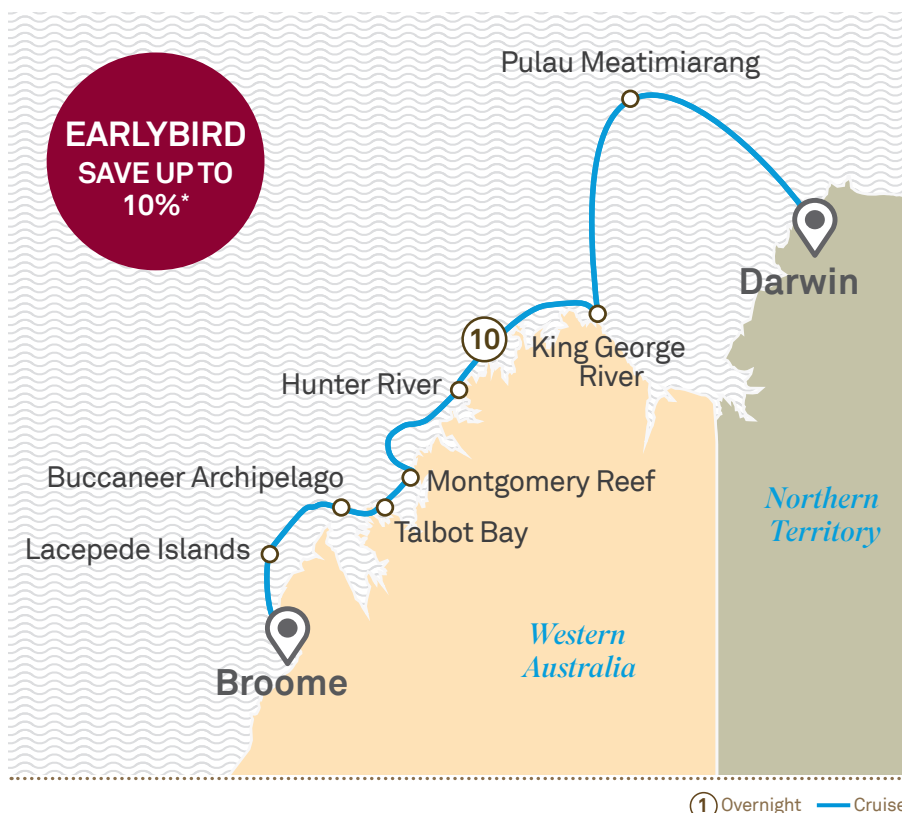 Pulau Meatimiarang
EARLYBIRD
SAVE UP TO
10%*
Darwin
10
King George
River
Hunter River
Buccaneer Archipelago
Montgomery Reef
Northern
Territory
Talbot Bay
Lacepede Islands
Western
Australia
Broome
1 Overnight Cruise